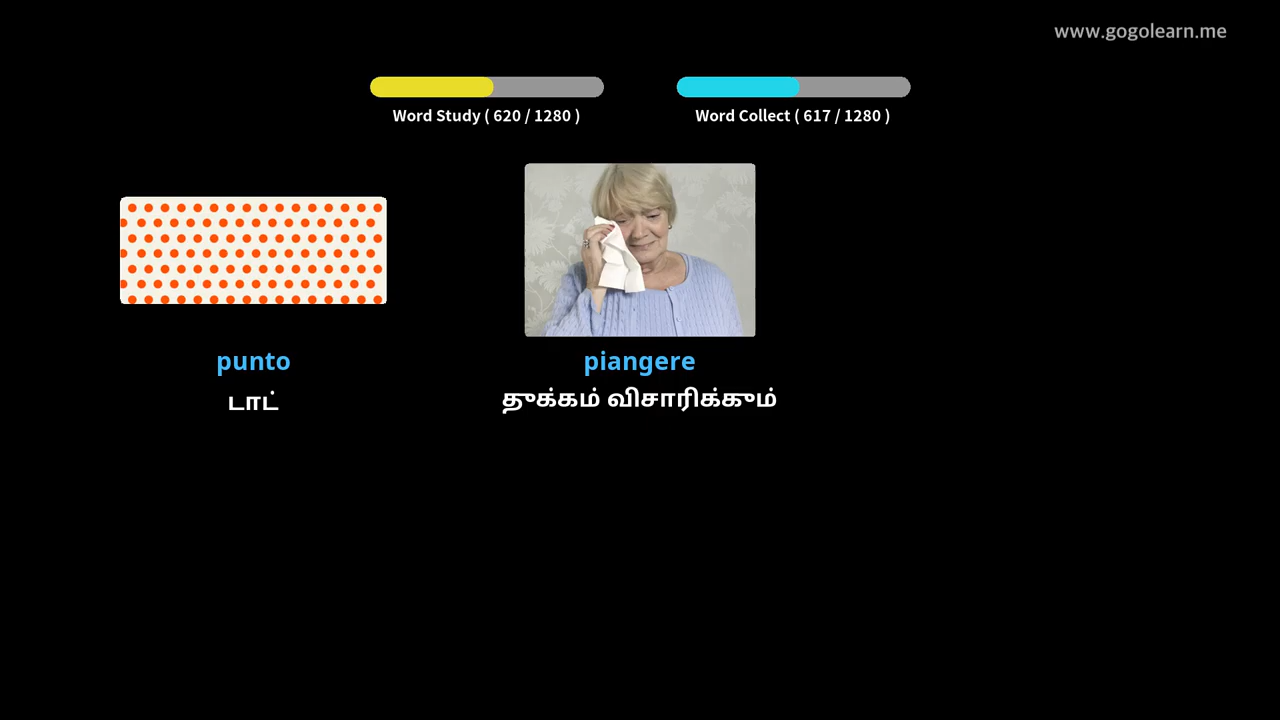 www.gogolearn.me
Word Study ( 620 / 1280 )
Word Collect ( 617 / 1280 )
punto
டாட்
piangere
துக்கம் விசாரிக்கும்